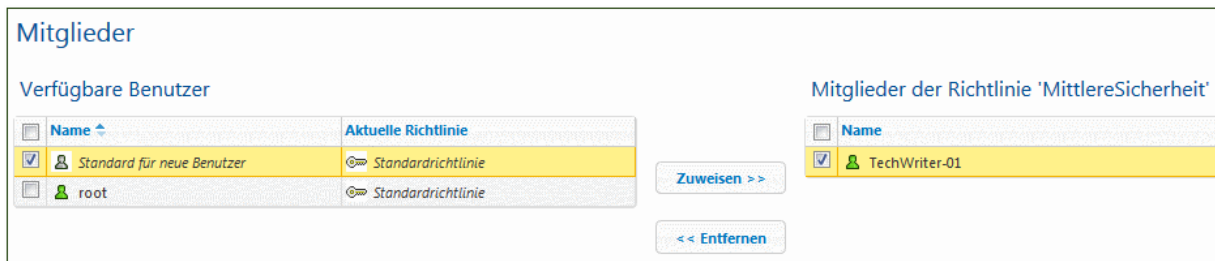 Mitglieder
Verfügbare Benutzer
Mitglieder der Richtlinie 'MittlereSicherheit'
Name Aktuelle Richtlinie
Name
Standard für neue Benutzer Standardrichtlinie
TechWriter-01
root Standardrichtlinie
Zuweisen >>
<< Entfernen